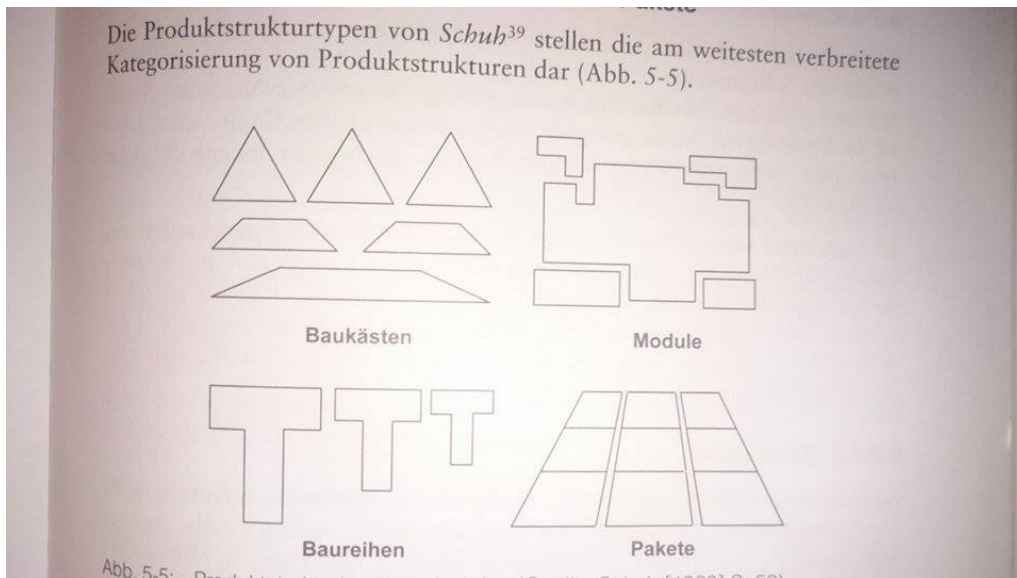 Die Produktstrukturtypen von Schuh³⁹ stellen die am weitesten verbreitete
Kategorisierung von Produktstrukturen dar (Abb. 5-5).
Baukästen
Module
Baureihen
Pakete
Abb. 5-5: